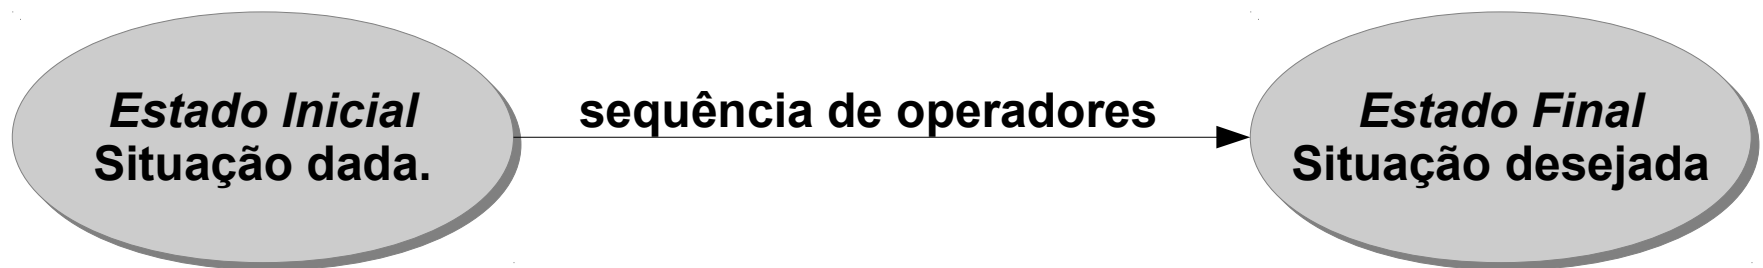 Estado Inicial
Situação dada.
sequência de operadores
Estado Final
Situação desejada